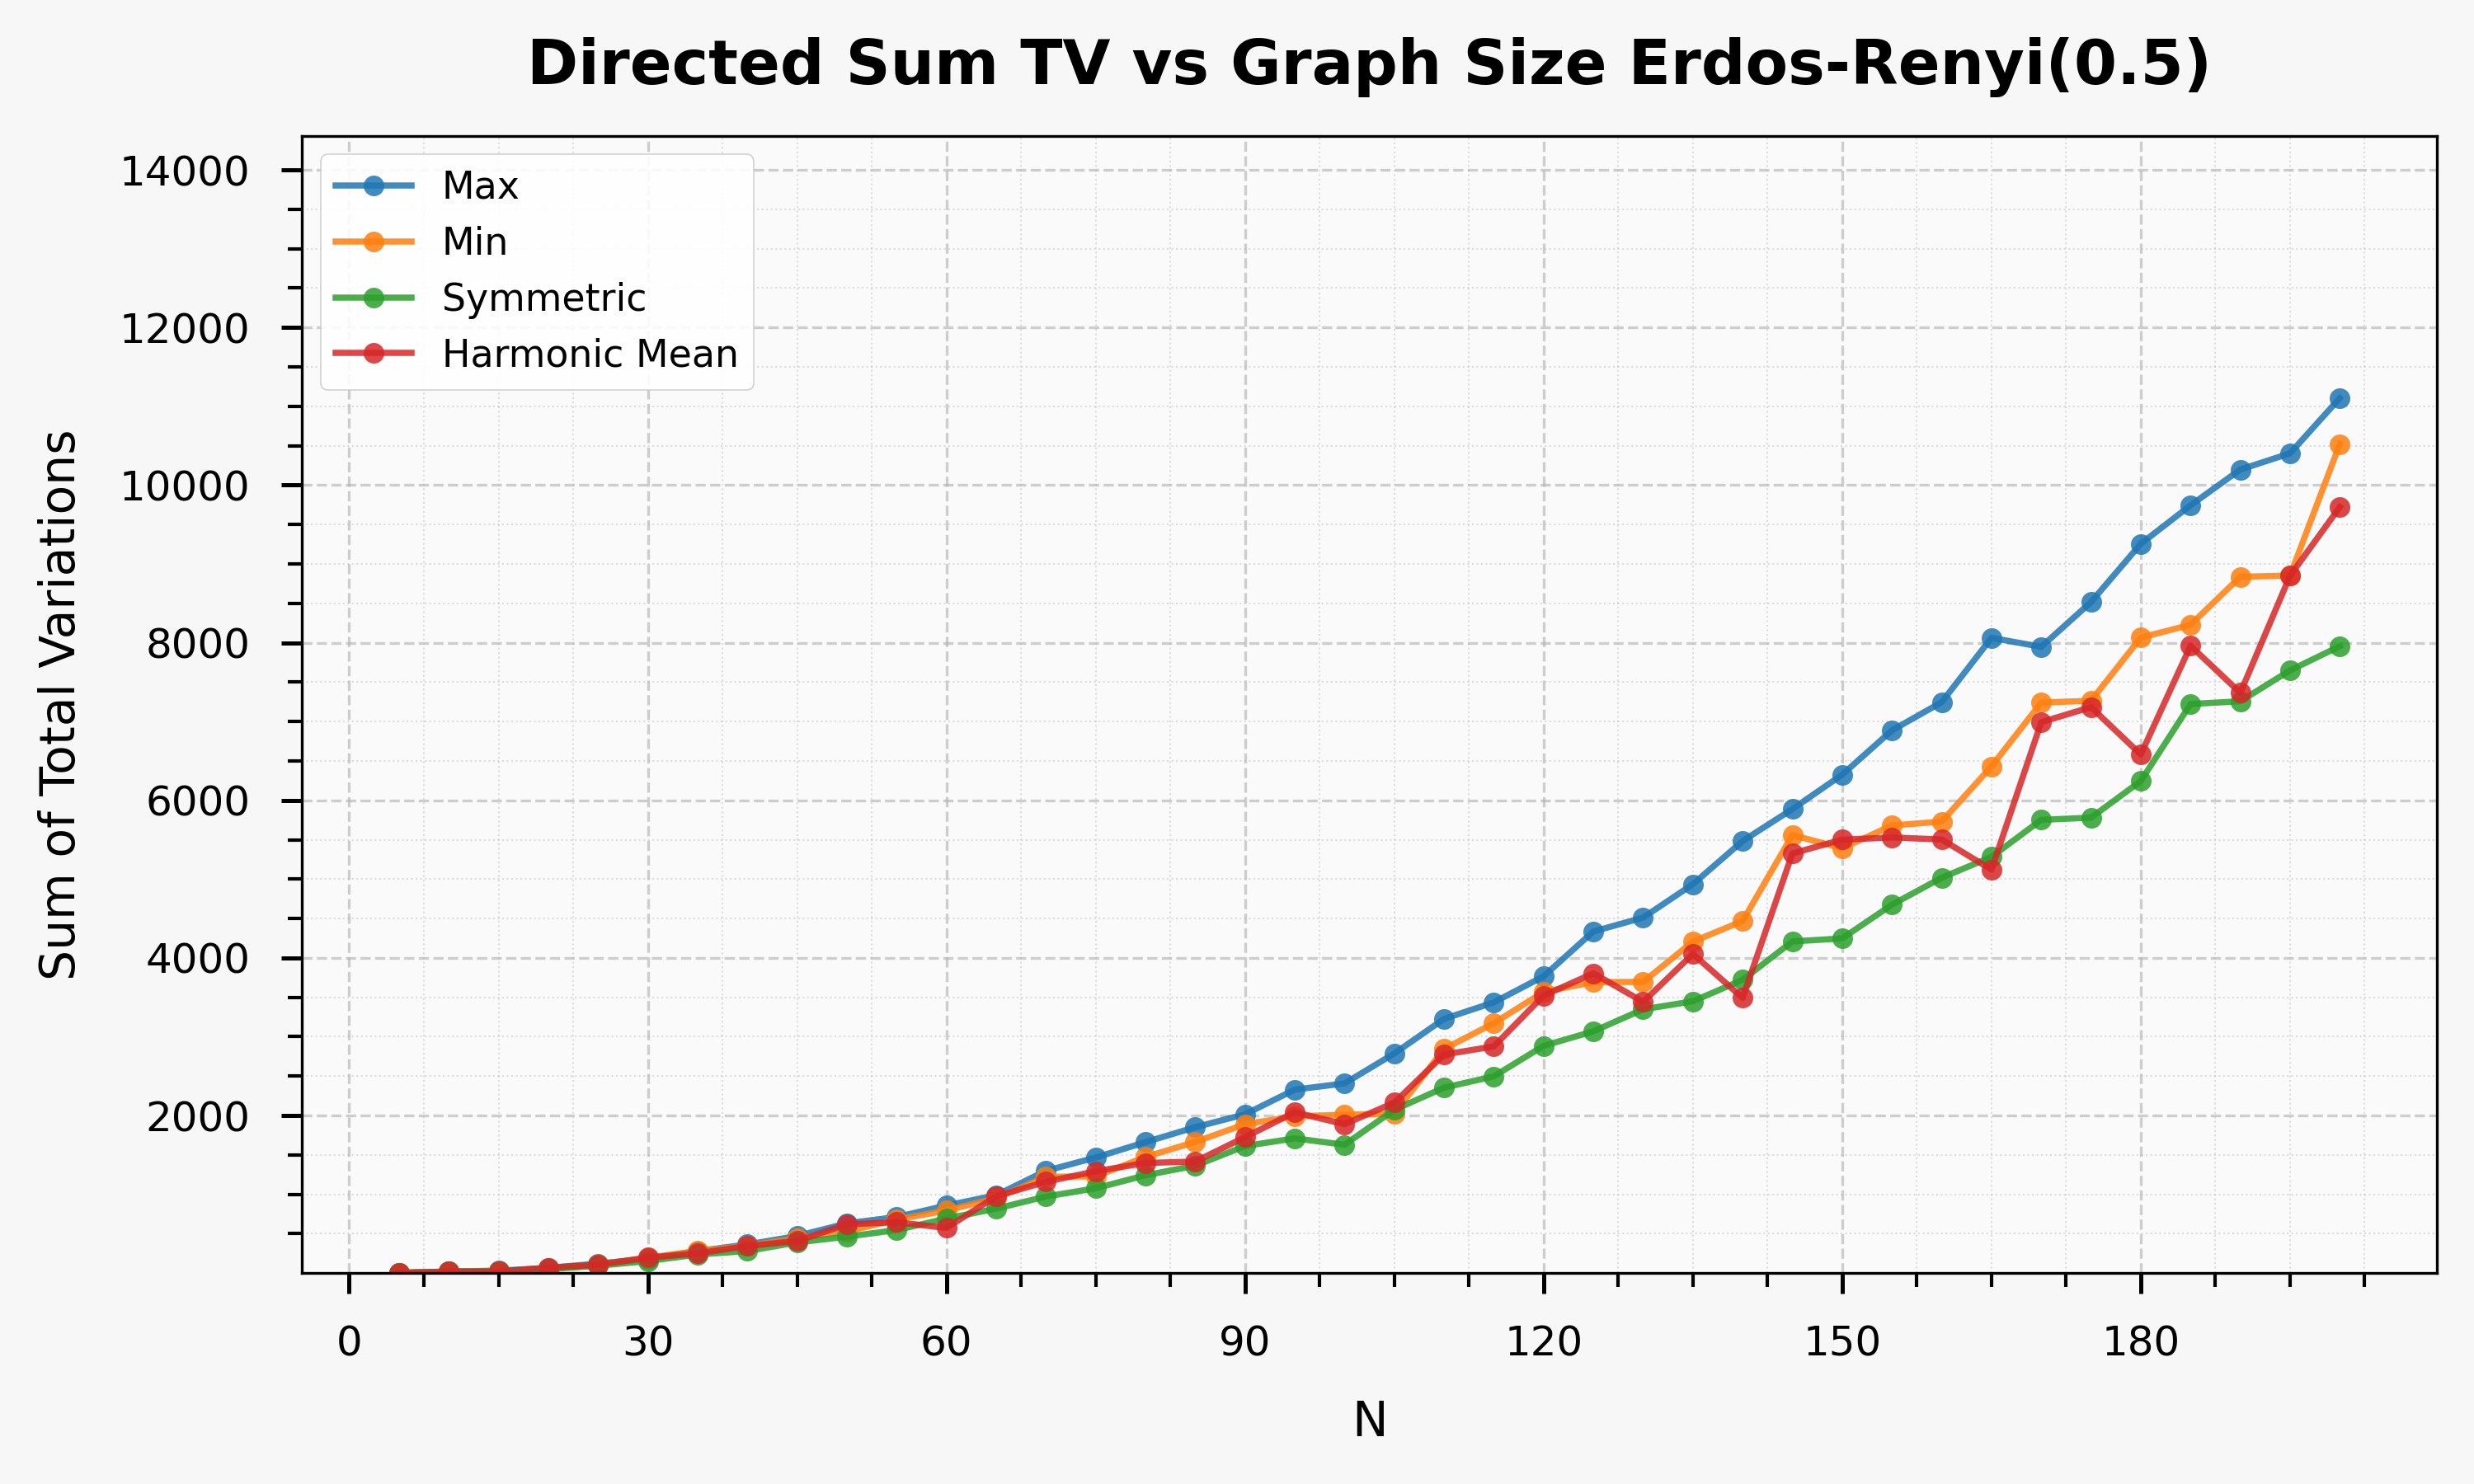 Directed Sum TV vs Graph Size Erdos-Renyi(0.5)
Max
Min
Symmetric
Harmonic Mean
Sum of Total Variations
14000
12000
10000
8000
6000
4000
2000
0 30 60 90 120 150 180
N